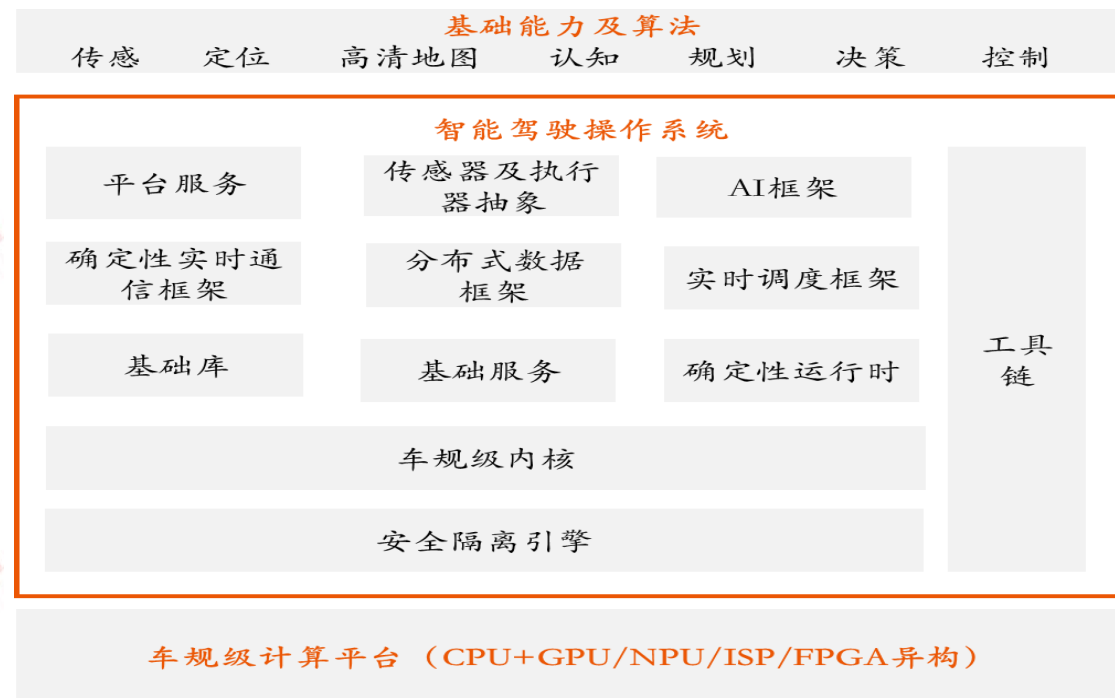 基础能力及算法
传感 定位 高清地图 认知 规划 决策 控制
智能驾驶操作系统
平台服务
传感器及执行
器抽象
AI框架
确定性实时通
信框架
分布式数据
框架
实时调度框架
基础库
基础服务
确定性运行时
工具
链
车规级内核
安全隔离引擎
车规级计算平台（CPU+GPU/NPU/ISP/FPGA异构）